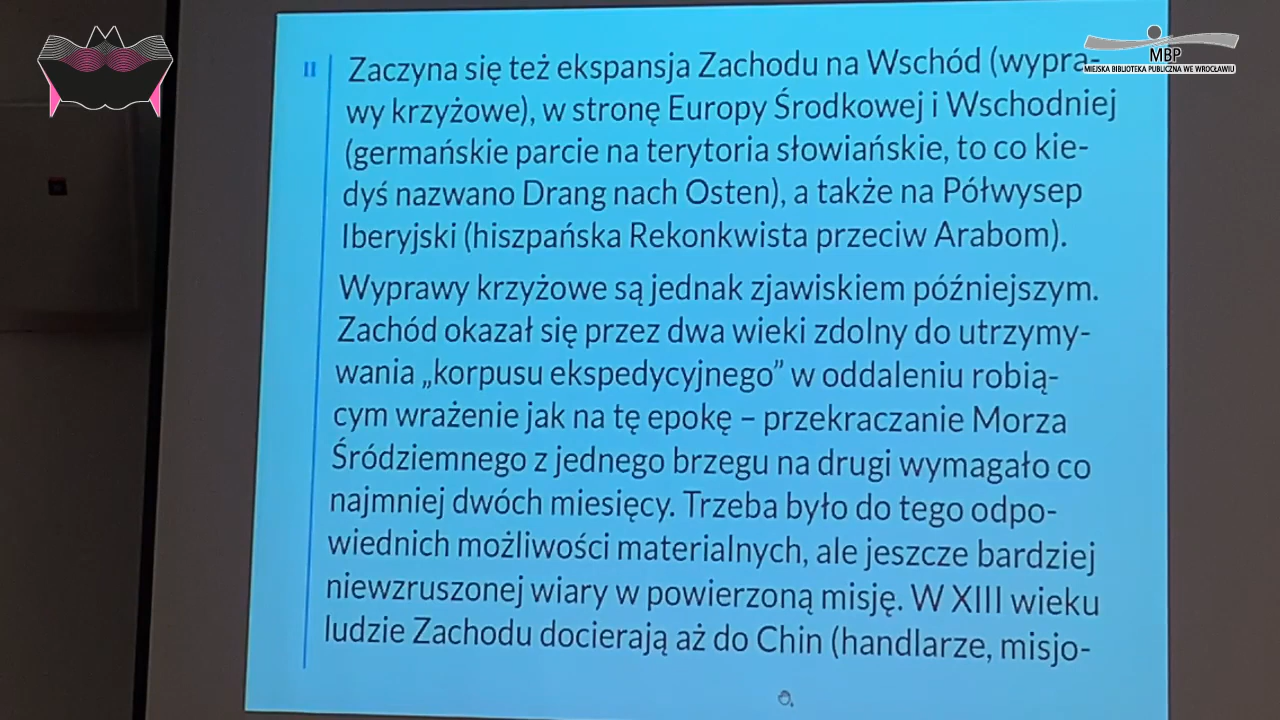 Zaczyna się też ekspansja Zachodu na Wschód (wypra-
wy krzyżowe), w stronę Europy Środkowej i Wschodniej
(germańskie parcie na terytoria słowiańskie, to co kie-
dyś nazwano Drang nach Osten), a także na Półwysep
Iberyjski (hiszpańska Rekonkwista przeciw Arabom).
Wyprawy krzyżowe są jednak zjawiskiem późniejszym.
Zachód okazał się przez dwa wieki zdolny do utrzymy-
wania „korpusu ekspedycyjnego” w oddaleniu robią-
cym wrażenie jak na tę epokę – przekraczanie Morza
Śródziemnego z jednego brzegu na drugi wymagało co
najmniej dwóch miesięcy. Trzeba było do tego odpo-
wiednich możliwości materialnych, ale jeszcze bardziej
niewzruszonej wiary w powierzoną misję. W XIII wieku
ludzie Zachodu docierają aż do Chin (handlarze, misjo-
MBP
MIEJSKA BIBLIOTEKA PUBLICZNA WE WROCŁAWIU